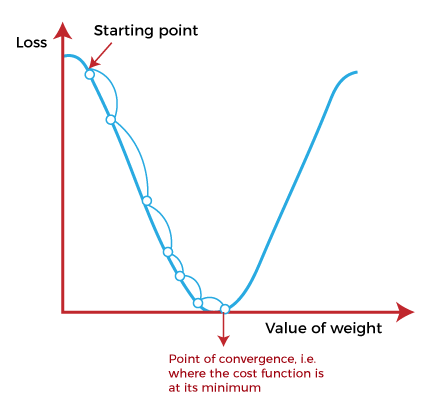 Starting point
Loss
Value of weight
Point of convergence, i.e.
where the cost function is
at its minimum